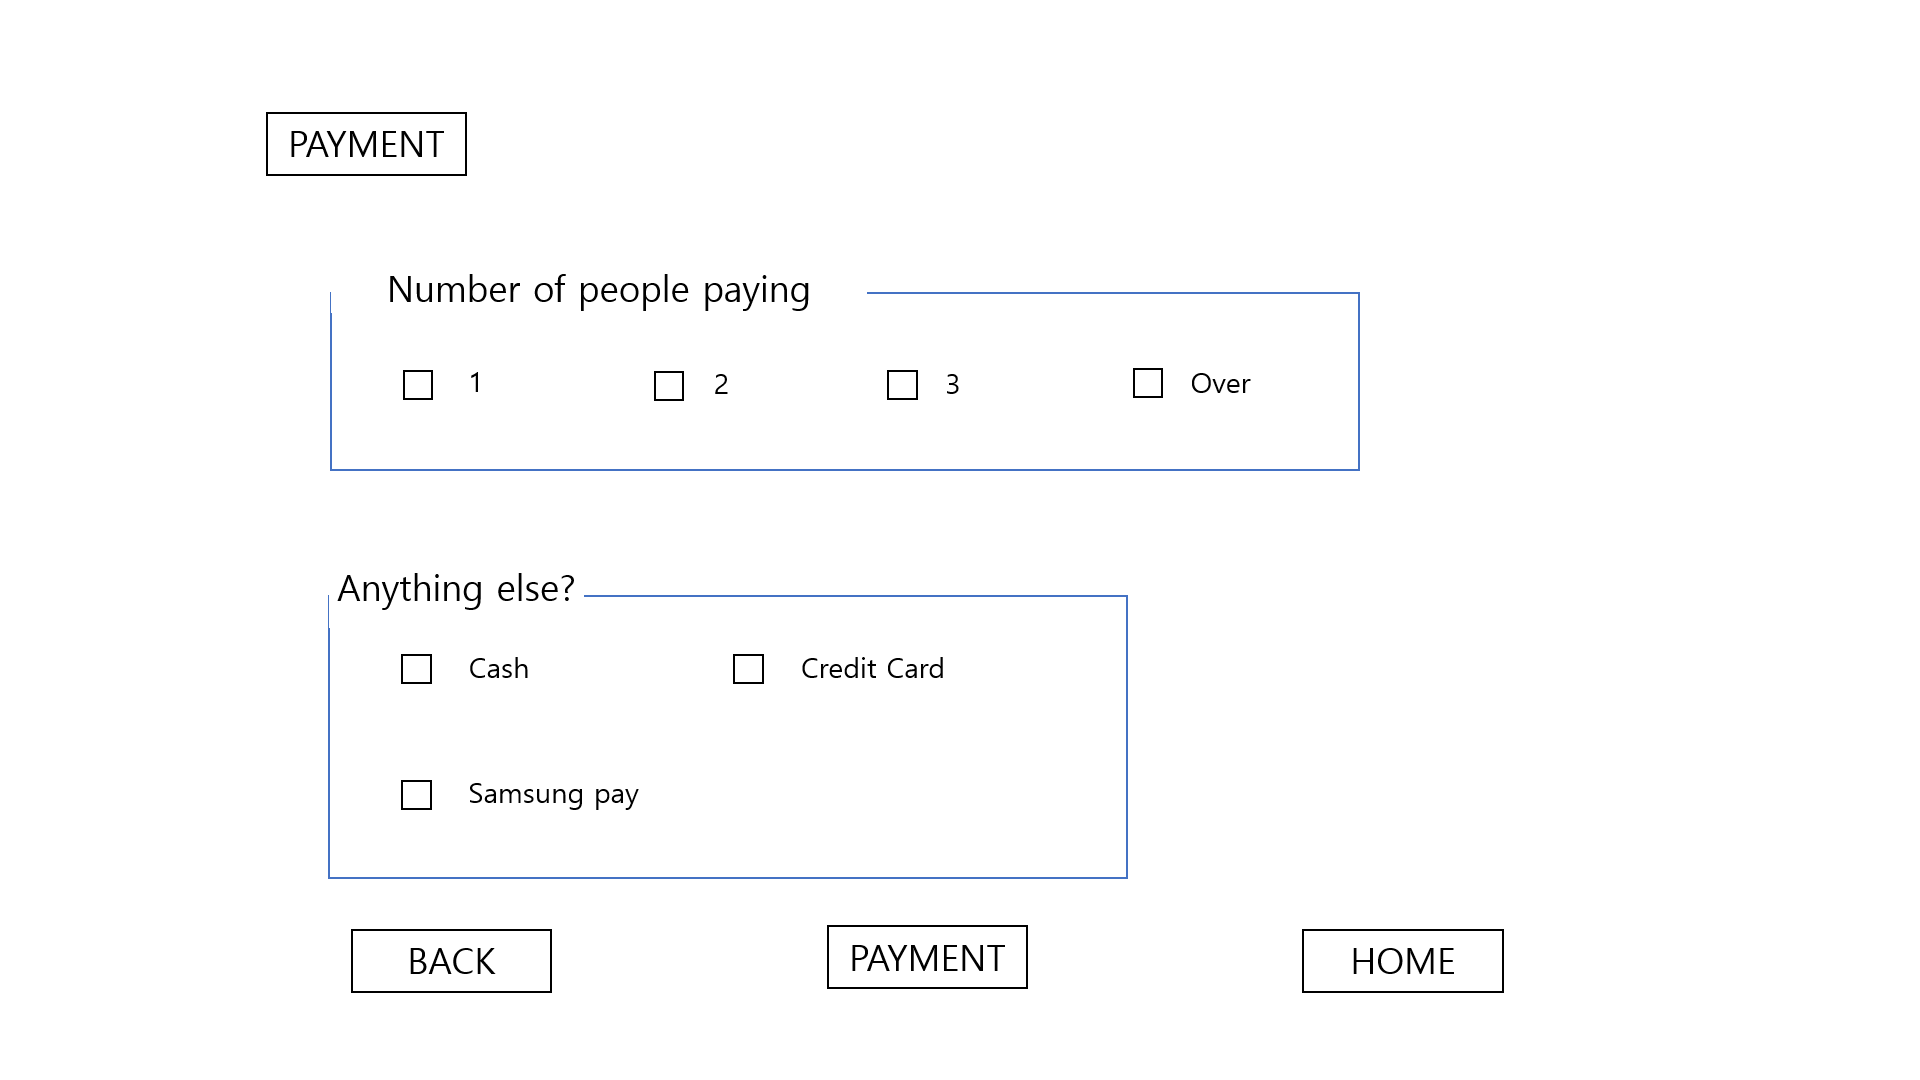 PAYMENT
Number of people paying
1 2 3 Over
Anything else?
Cash Credit Card
Samsung pay
BACK PAYMENT HOME